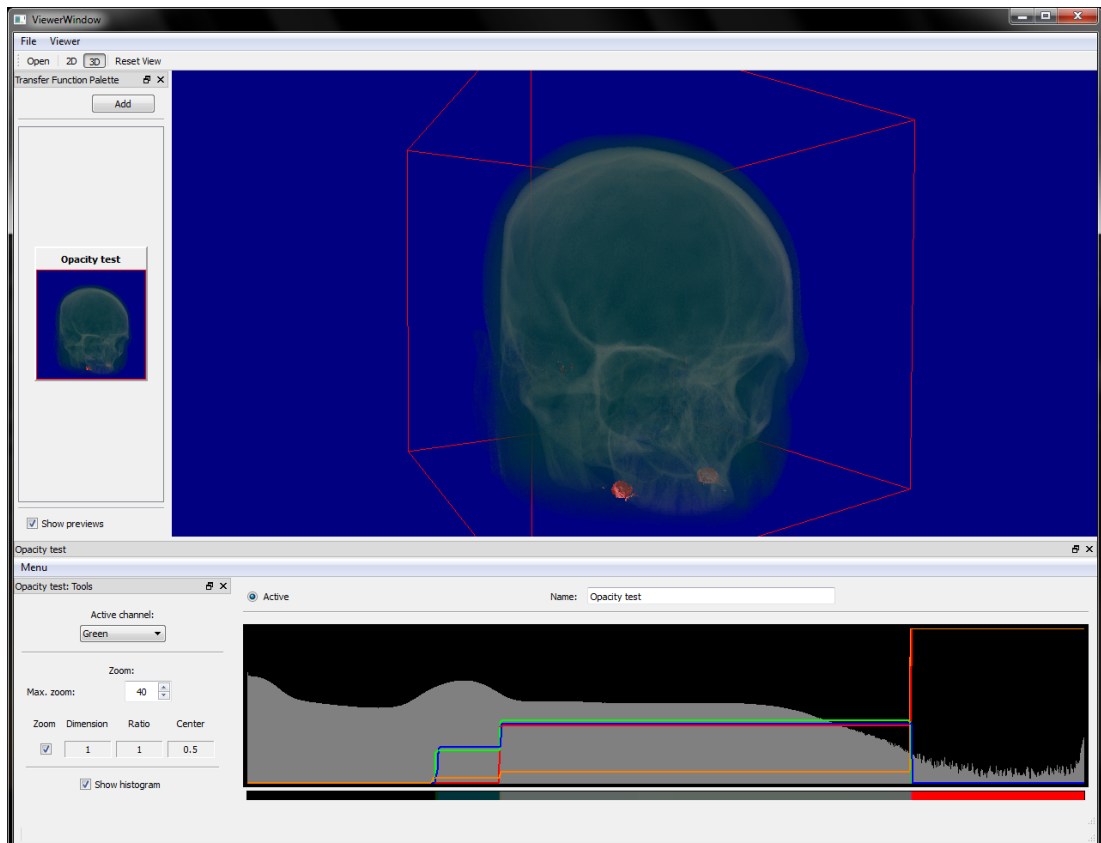 ViewerWindow
File Viewer
Open 2D 3D Reset View
Transfer Function Palette
Add
Opacity test
Show previews
Opacity test
Menu
Opacity test: Tools
Active Name: Opacity test
Active channel:
Green
Zoom:
Max. zoom: 40
Zoom Dimension Ratio Center
1 1 0.5
Show histogram